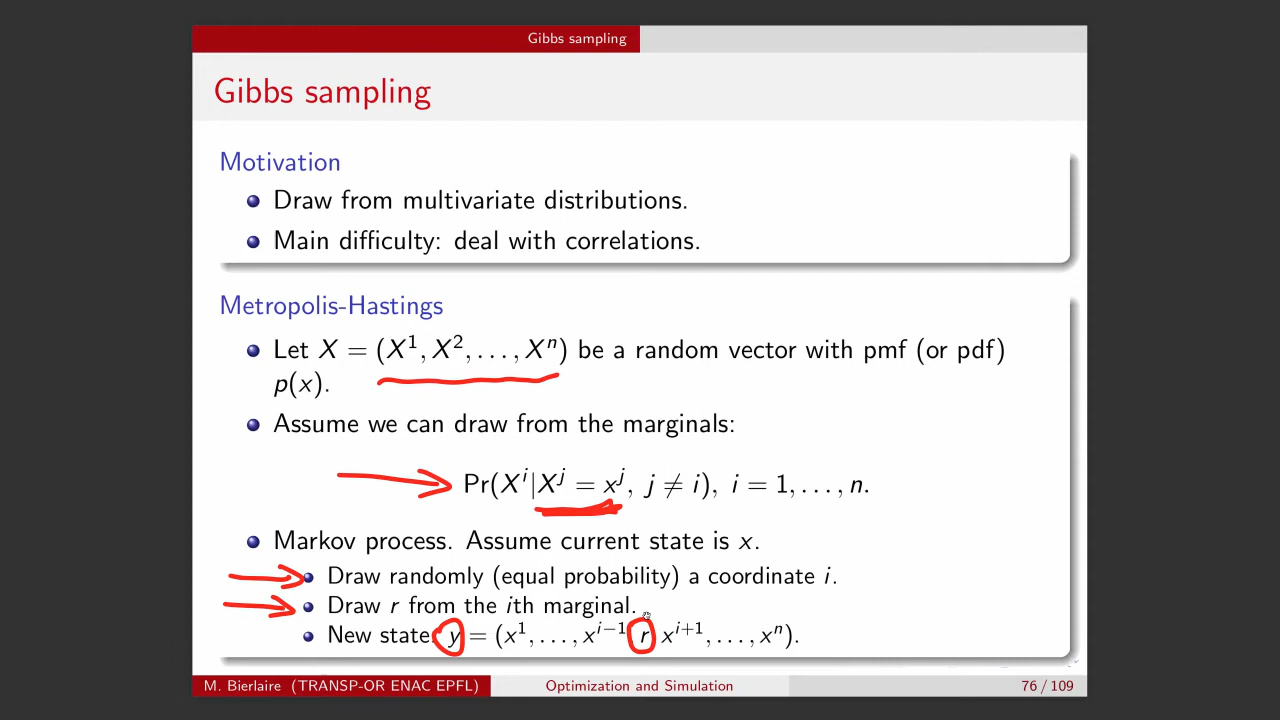 Gibbs sampling
Gibbs sampling
Motivation
Draw from multivariate distributions.
Main difficulty: deal with correlations.
Metropolis-Hastings
Let X = (X¹, X², . . . , Xⁿ) be a random vector with pmf (or pdf)
p(x).
Assume we can draw from the marginals:
Pr(Xⁱ|Xʲ = xʲ, j ≠ i), i = 1, . . . , n.
Markov process. Assume current state is x.
Draw randomly (equal probability) a coordinate i.
Draw r from the ith marginal.
New state y = (x¹, . . . , xⁱ⁻¹ r xⁱ⁺¹, . . . , xⁿ).
M. Bierlaire (TRANSP-OR ENAC EPFL) Optimization and Simulation 76 / 109